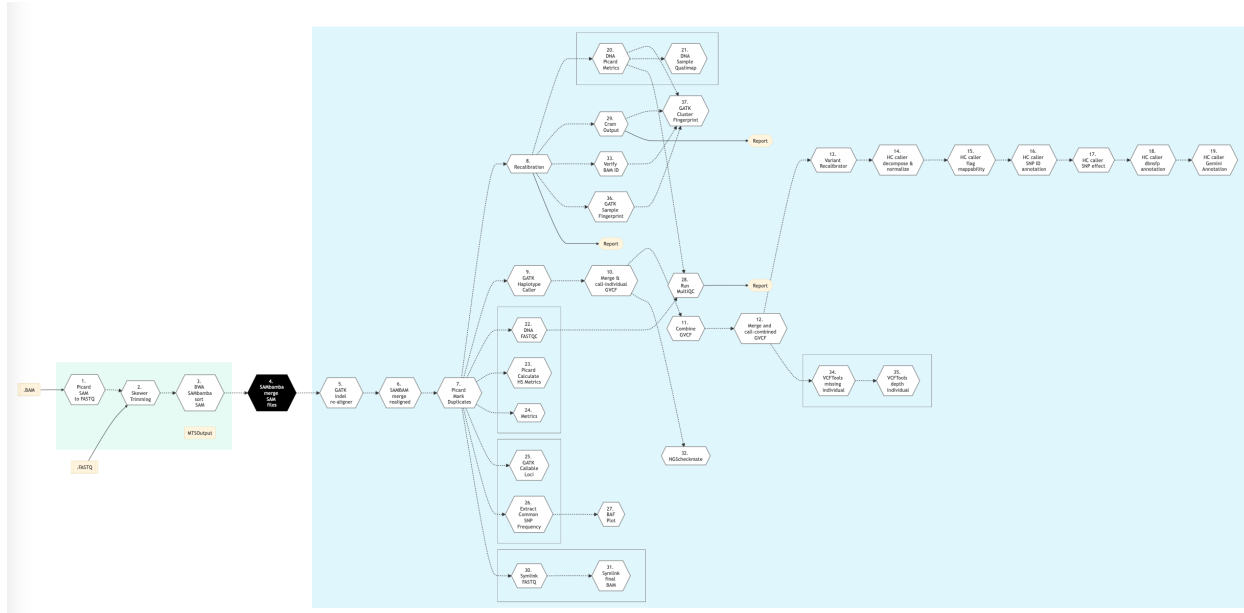 .BAM
.FASTQ
1.
Picard
SAM
to FASTQ
2.
Skewer
Trimming
3.
BWA
SAMbamba
sort
SAM
MTSOutput
4.
SAMbamba
merge
SAM
files
5.
GATK
indel
re-aligner
6.
SAMBAM
merge
realigned
7.
Picard
Mark
Duplicates
8.
Recalibration
9.
GATK
Haplotype
Caller
10.
Merge &
call-individual
GVCF
11.
Combine
GVCF
12.
Merge and
call-combined
GVCF
13.
Variant
Recalibrator
14.
HC caller
decompose &
normalize
15.
HC caller
flag
mappability
16.
HC caller
SNP ID
annotation
17.
HC caller
SNP effect
18.
HC caller
dbnsfp
annotation
19.
HC caller
Gemini
Annotation
20.
DNA
Picard
Metrics
21.
DNA
Sample
Qualimap
22.
DNA
FASTQC
23.
Picard
Calculate
HS Metrics
24.
Metrics
25.
GATK
Callable
Loci
26.
Extract
Common
SNP
Frequency
27.
BAF
Plot
28.
Run
MultiQC
Report
29.
Cram
Output
Report
30.
Symlink
FASTQ
31.
Symlink
final
BAM
32.
NGScheckmate
33.
Verify
BAM ID
34.
VCFTools
missing
individual
35.
VCFTools
depth
individual
36.
GATK
Sample
Fingerprint
37.
GATK
Cluster
Fingerprint
Report